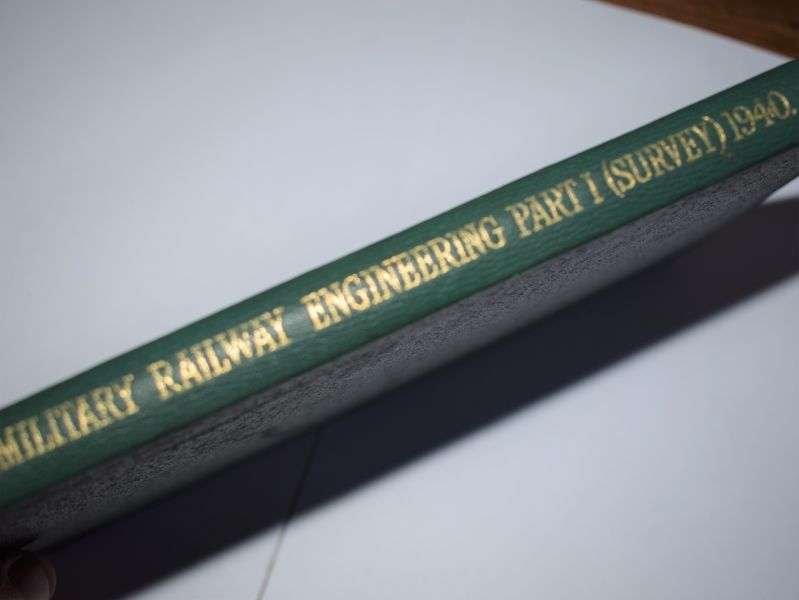 MILITARY RAILWAY ENGINEERING PART I (SURVEY) 1940.